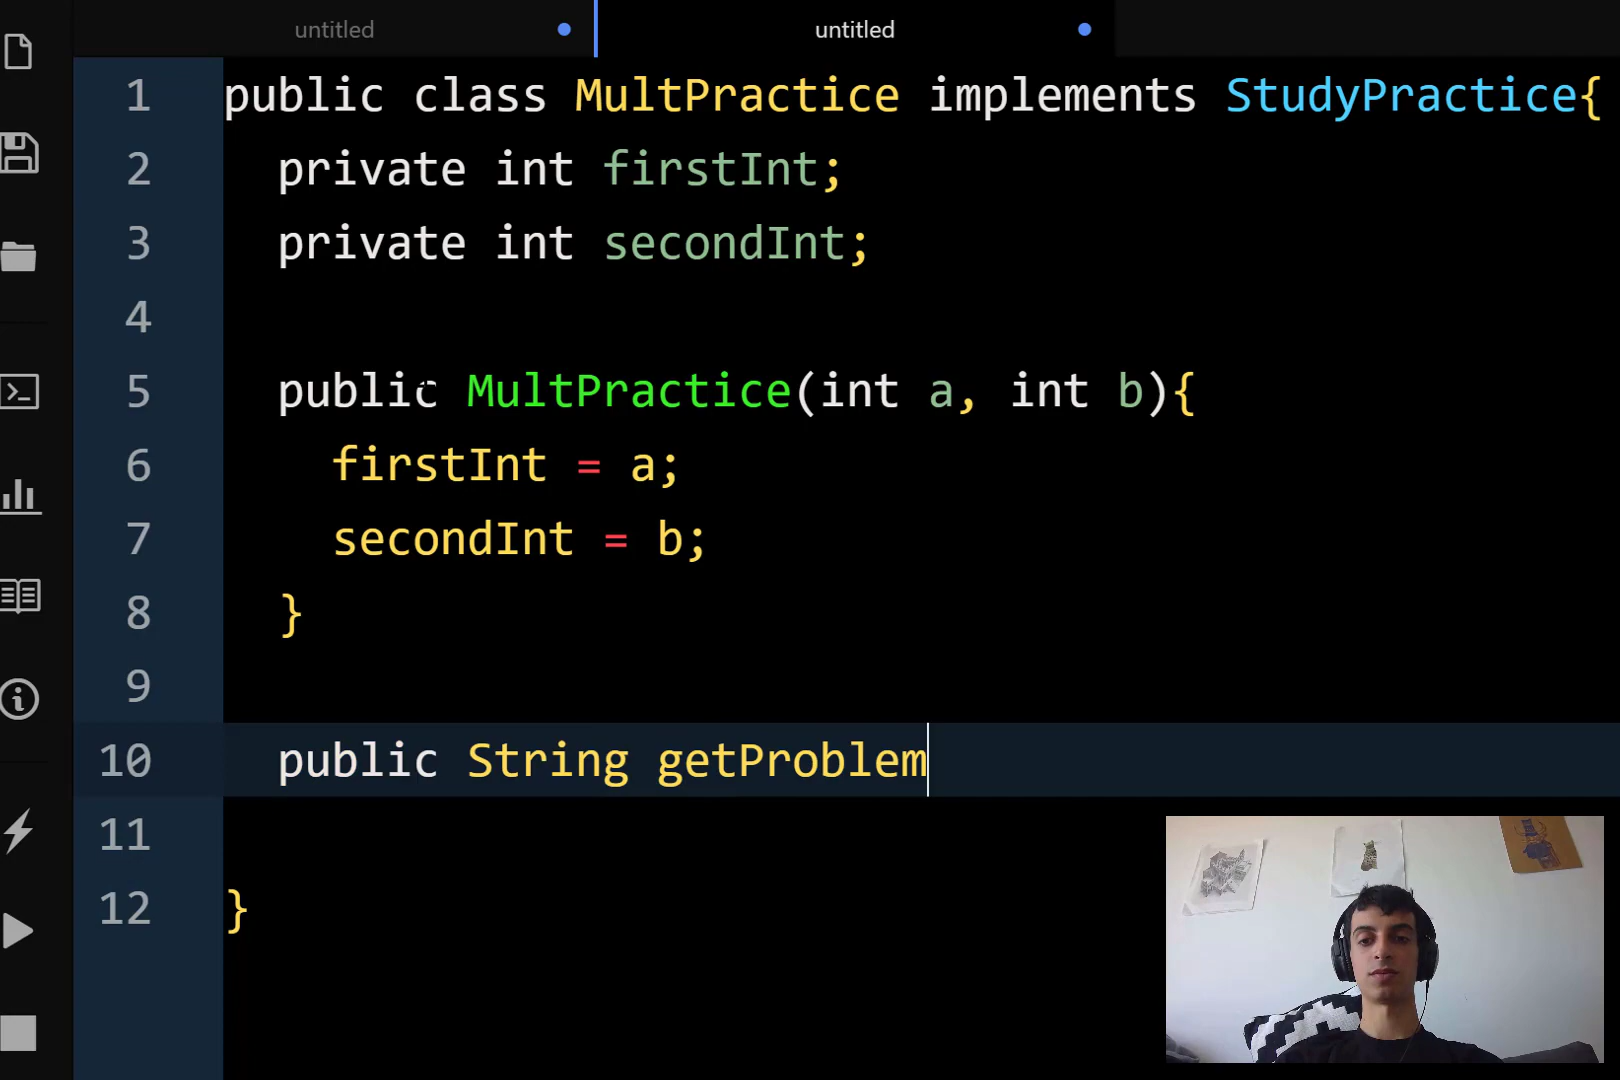 untitled
untitled
1 public class MultPractice implements StudyPractice{
2 private int firstInt;
3 private int secondInt;
4
5 public MultPractice(int a, int b){
6 firstInt = a;
7 secondInt = b;
8 }
9
10 public String getProblem
11
12 }